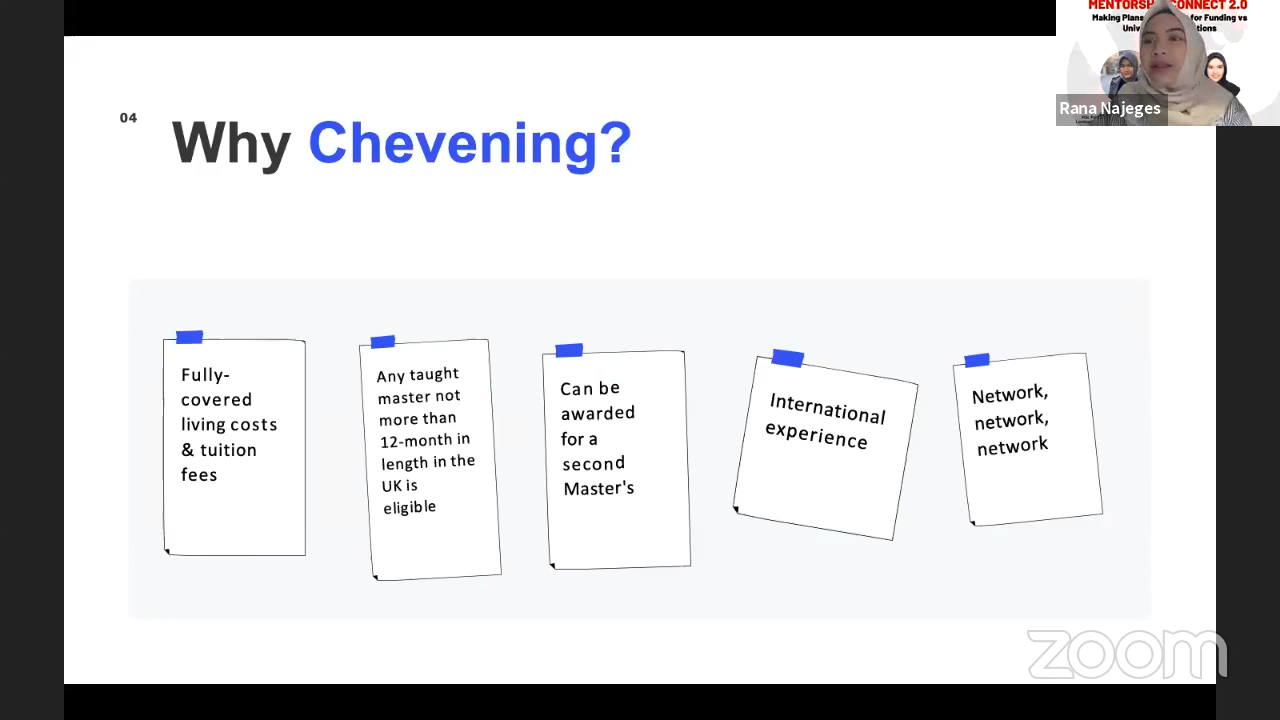 MENTORSH CONNECT 2.0
Making Plans for Funding vs
Rana Najeges
04
Why Chevening?
Fully-
covered
living costs
& tuition
fees
Any taught
master not
more than
12-month in
length in the
UK is
eligible
Can be
awarded
for a
second
Master's
International
experience
Network,
network,
network
zoom